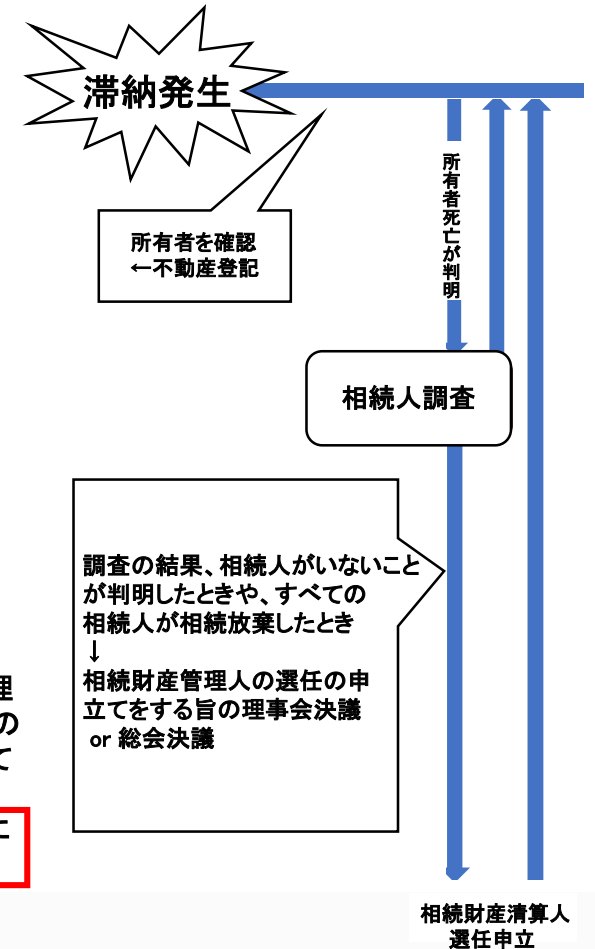 滞納発生
所有者を確認
←不動産登記
所有者死亡が判明
相続人調査
調査の結果、相続人がいないこと
が判明したときや、すべての
相続人が相続放棄したとき
↓
相続財産管理人の選任の申
立てをする旨の理事会決議
or 総会決議
理
の
て
に
相続財産清算人
選任申立